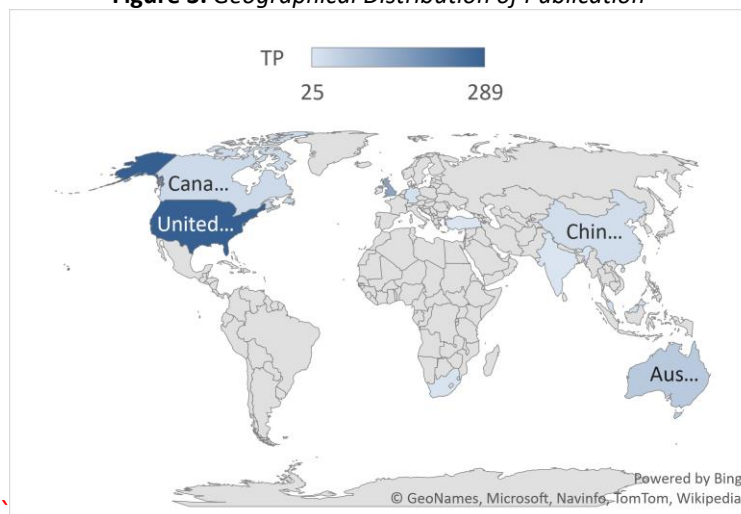 Figure 3. Geographical Distribution of Publication
TP
25 289
Cana...
United...
Chin...
Aus...
Powered by Bing
© GeoNames, Microsoft, Navinfo, TomTom, Wikipedia
`